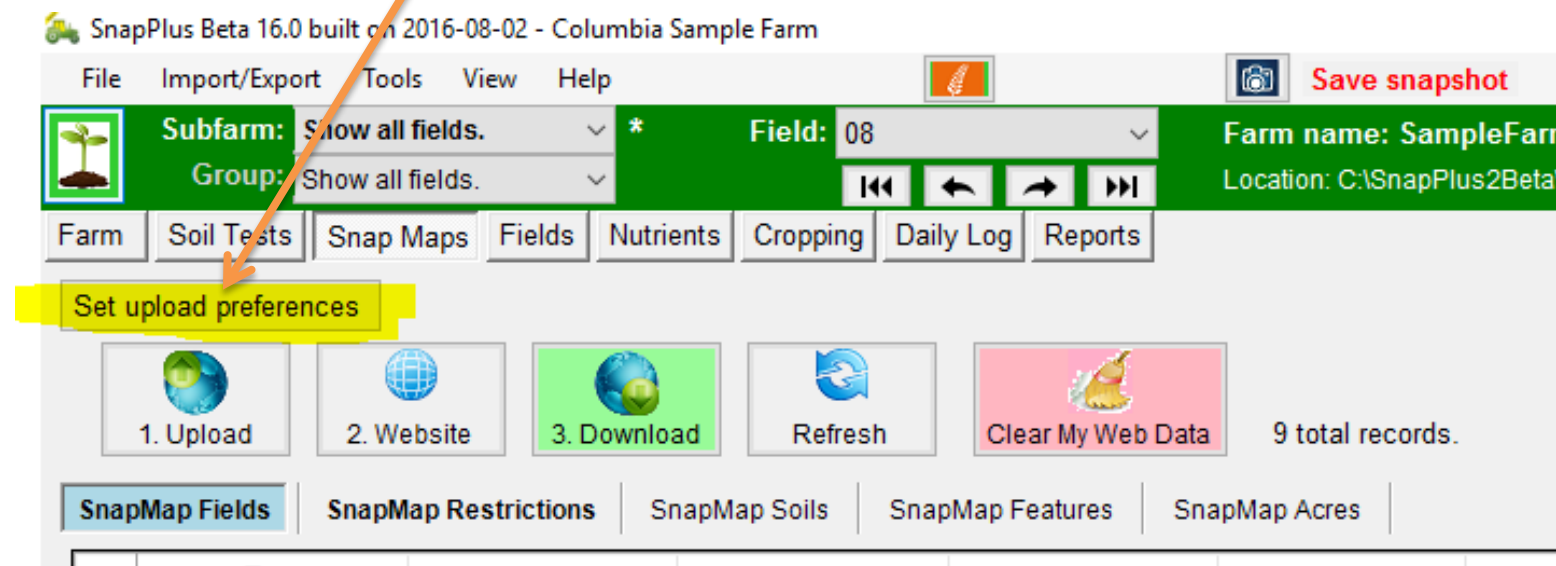 SnapPlus Beta 16.0 built on 2016-08-02 - Columbia Sample Farm
File Import/Export Tools View Help Save snapshot
Subfarm: Show all fields. * Field: 08 Farm name: SampleFarm
Group: Show all fields. Location: C:\SnapPlus2Beta\
Farm Soil Tests Snap Maps Fields Nutrients Cropping Daily Log Reports
Set upload preferences
1. Upload 2. Website 3. Download Refresh Clear My Web Data 9 total records.
SnapMap Fields SnapMap Restrictions SnapMap Soils SnapMap Features SnapMap Acres